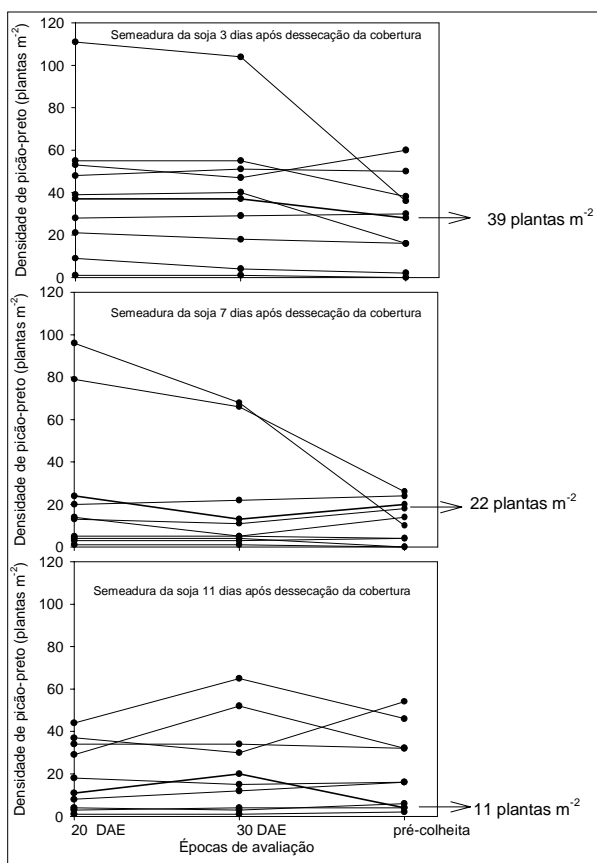 Semeadura da soja 3 dias após dessecação da cobertura
Densidade de picão-preto (plantas m⁻²)
120
100
80
60
40
20
0
39 plantas m⁻²
Semeadura da soja 7 dias após dessecação da cobertura
Densidade de picão-preto (plantas m⁻²)
120
100
80
60
40
20
0
22 plantas m⁻²
Semeadura da soja 11 dias após dessecação da cobertura
Densidade de picão-preto (plantas m⁻²)
120
100
80
60
40
20
0
11 plantas m⁻²
20 DAE 30 DAE pré-colheita
Épocas de avaliação